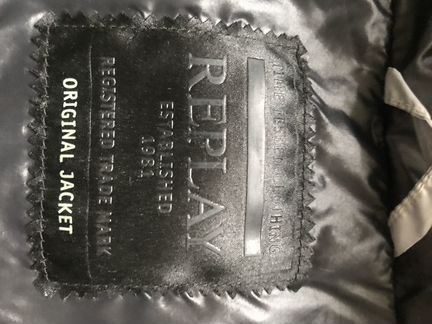 REPLAY
ESTABLISHED
1981
REGISTERED TRADE MARK
ORIGINAL JACKET